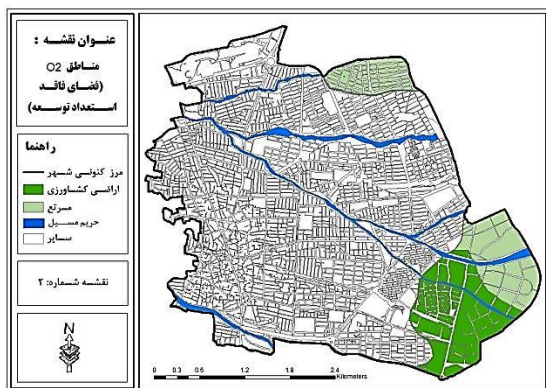 عنوان نقشه :
مناطق O2
(فضای فاقد
استعداد توسعه)
راهنما
مرز کنونی شهر
اراضی کشاورزی
مرتع
حریم مسیل
سایر
نقشه شماره: ۲
N
0 0.3 0.6 1.2 1.8 2.4
Kilometers